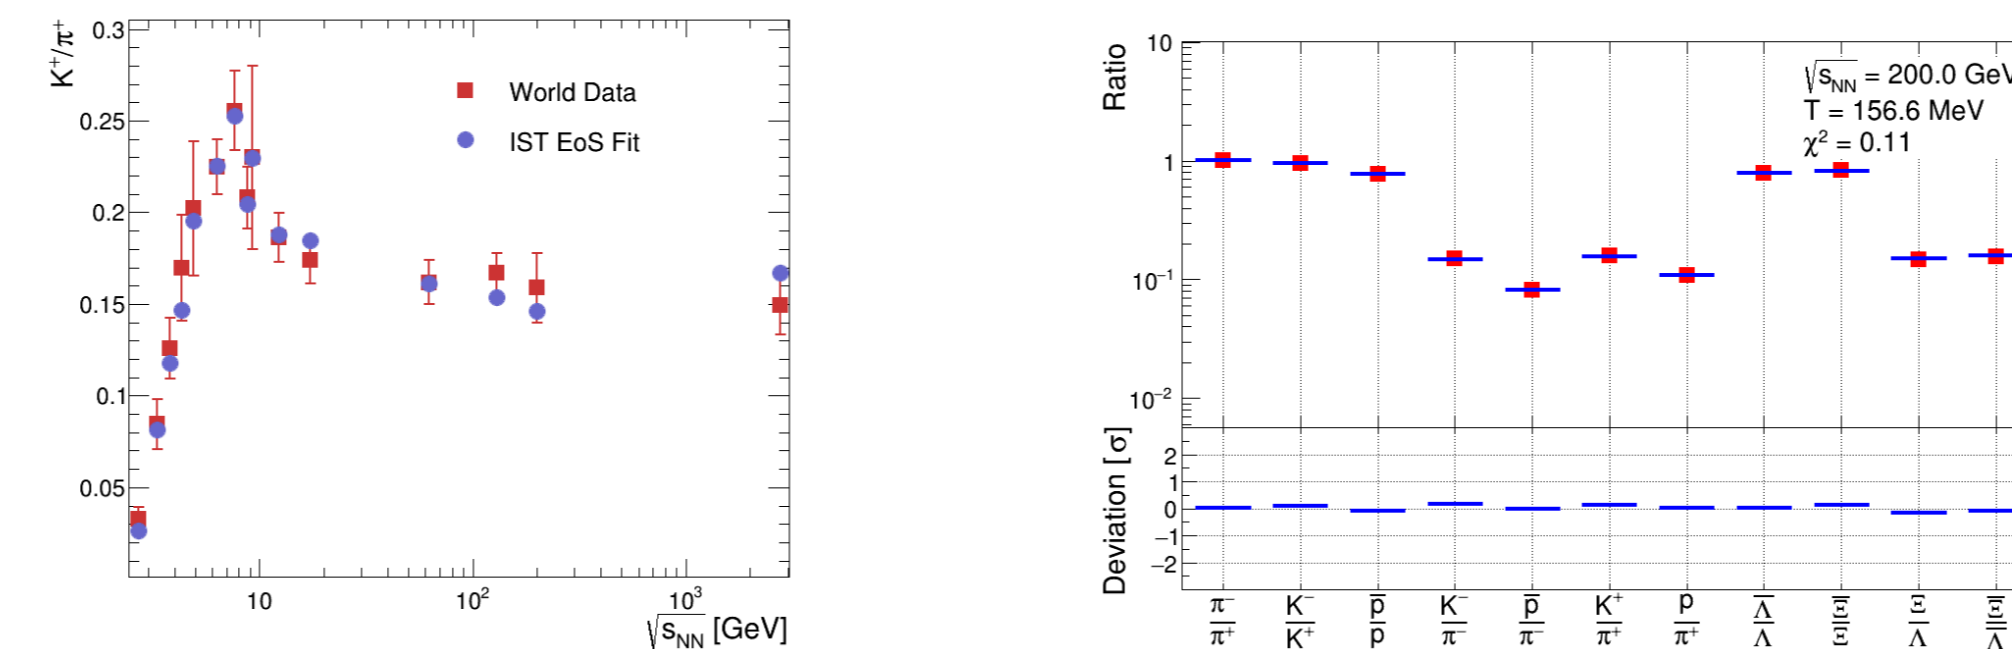 K⁺/π⁺
0.3
0.25
0.2
0.15
0.1
0.05
World Data
IST EoS Fit
10
10²
10³
√sNN [GeV]
Ratio
10
1
10⁻¹
10⁻²
√sNN = 200.0 GeV
T = 156.6 MeV
χ² = 0.11
Deviation [σ]
2
1
0
−1
−2
π⁻/π⁺ K⁻/K⁺ p̄/p K⁻/π⁻ p̄/π⁻ K⁺/π⁺ p/π⁺ Λ̄/Λ Ξ̄/Ξ Ξ/Λ Ξ̄/Λ̄